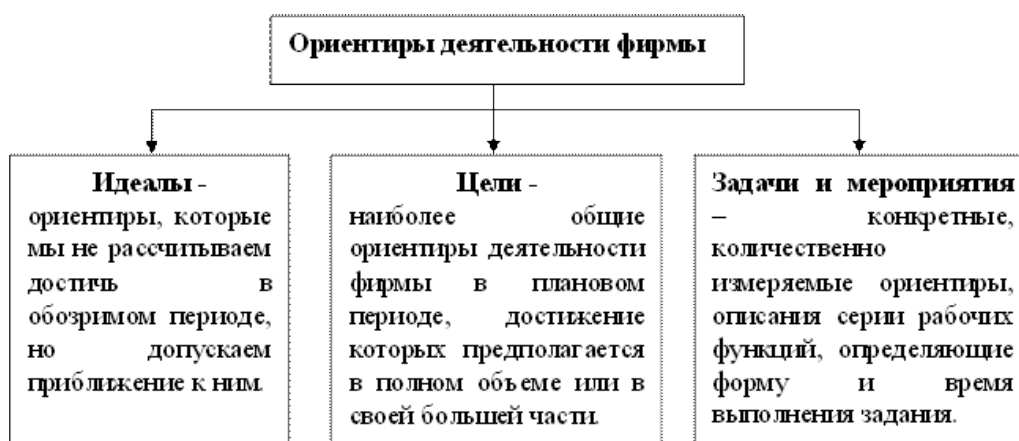 Ориентиры деятельности фирмы
Идеалы -
ориентиры, которые
мы не рассчитываем
достичь в
обозримом периоде,
но допускаем
приближение к ним.
Цели -
наиболее общие
ориентиры деятельности
фирмы в плановом
периоде, достижение
которых предполагается
в полном объеме или в
своей большей части.
Задачи и мероприятия
– конкретные,
количественно
измеряемые ориентиры,
описания серии рабочих
функций, определяющие
форму и время
выполнения задания.